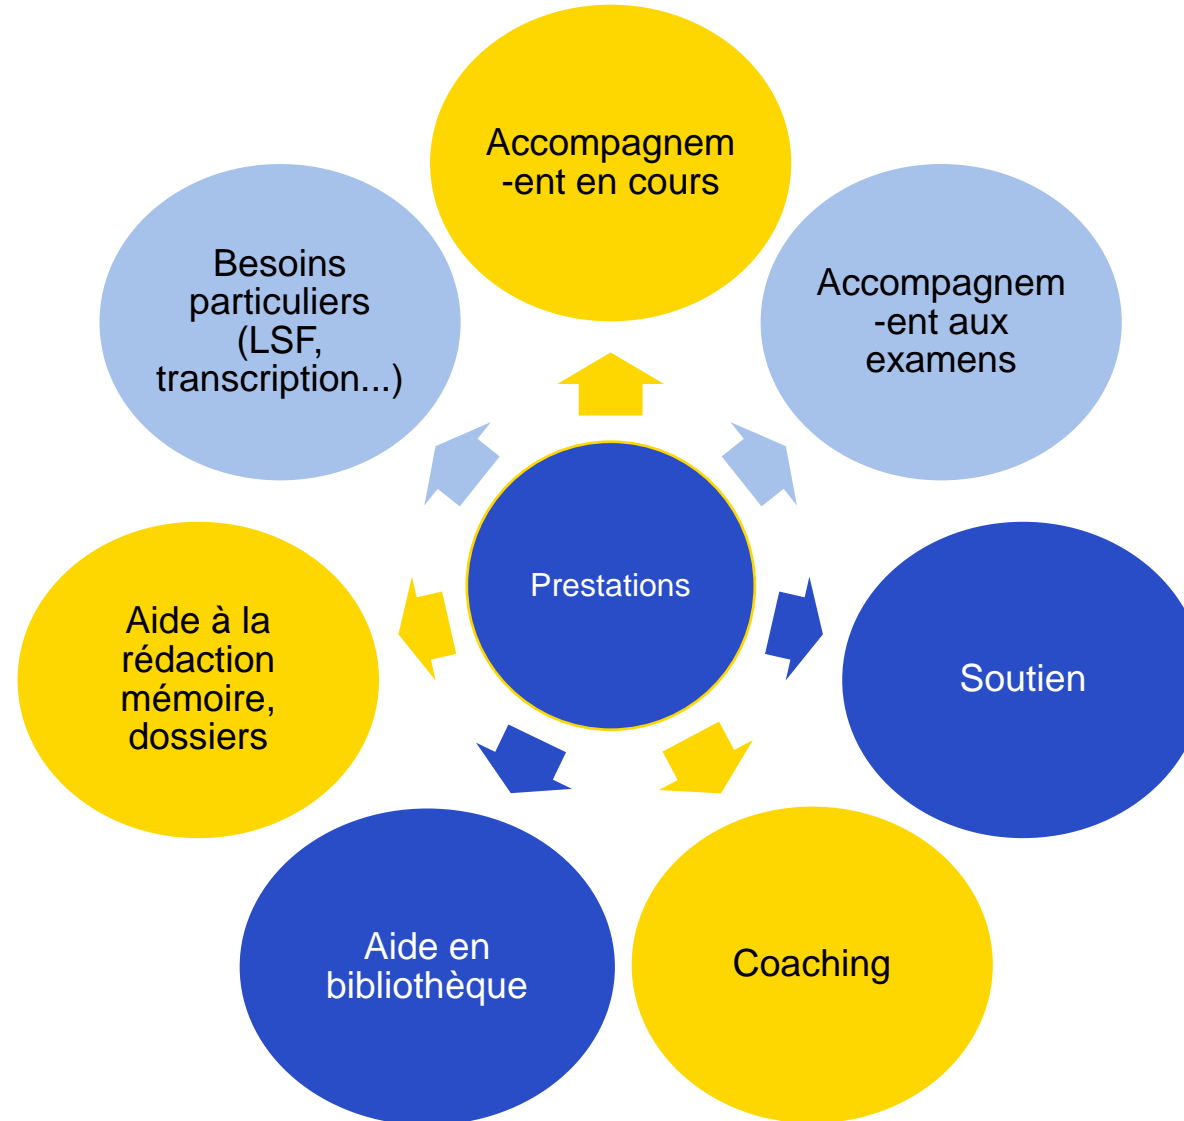 Accompagnem
-ent en cours
Accompagnem
-ent aux
examens
Soutien
Coaching
Aide en
bibliothèque
Aide à la
rédaction
mémoire,
dossiers
Besoins
particuliers
(LSF,
transcription...)
Prestations